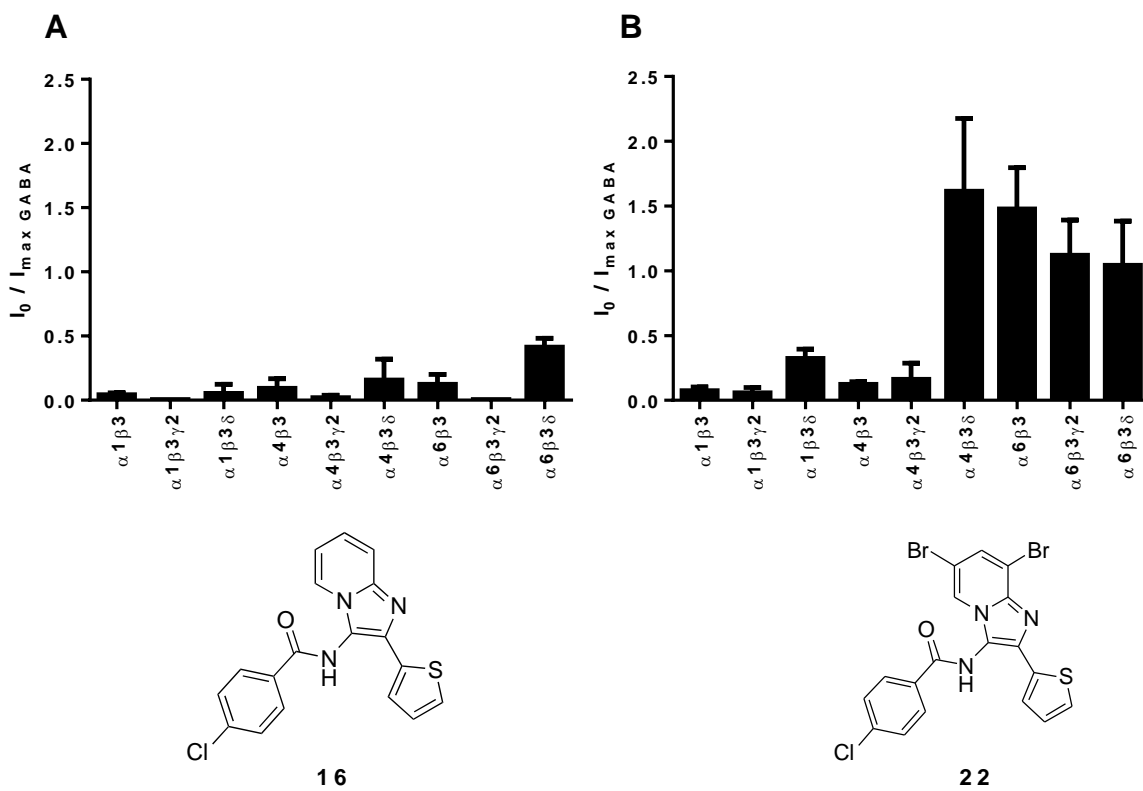 A
2.5
2.0
1.5
1.0
0.5
0.0
I0 / Imax GABA
α1β3
α1β3γ2
α1β3δ
α4β3
α4β3γ2
α4β3δ
α6β3
α6β3γ2
α6β3δ
N
N
O
N
H
S
Cl
16
B
2.5
2.0
1.5
1.0
0.5
0.0
I0 / Imax GABA
α1β3
α1β3γ2
α1β3δ
α4β3
α4β3γ2
α4β3δ
α6β3
α6β3γ2
α6β3δ
Br
Br
N
N
O
N
H
S
Cl
22